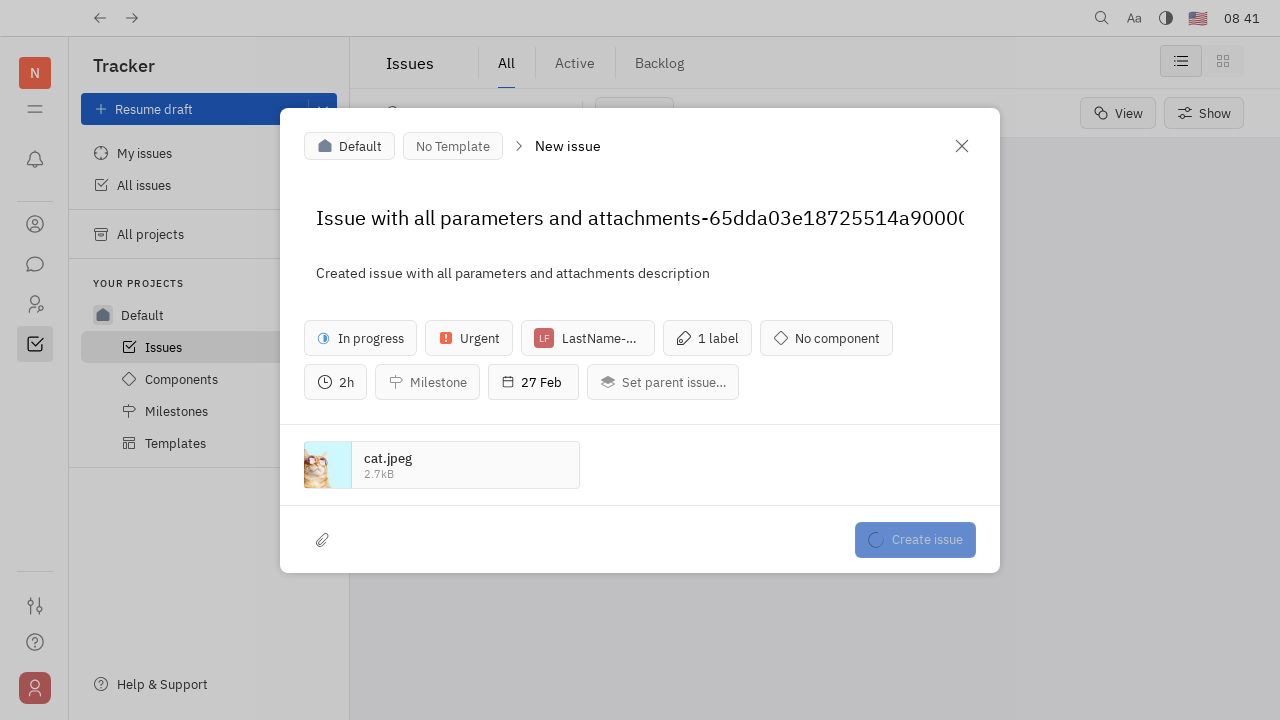 Aa
08 41
N
Tracker
Issues
All
Active
Backlog
Resume draft
View
Show
My issues
All issues
All projects
YOUR PROJECTS
Default
Issues
Components
Milestones
Templates
Help & Support
Default
No Template
New issue
Issue with all parameters and attachments-65dda03e18725514a90000
Created issue with all parameters and attachments description
In progress
Urgent
LF LastName-...
1 label
No component
2h
Milestone
27 Feb
Set parent issue...
cat.jpeg
2.7kB
Create issue